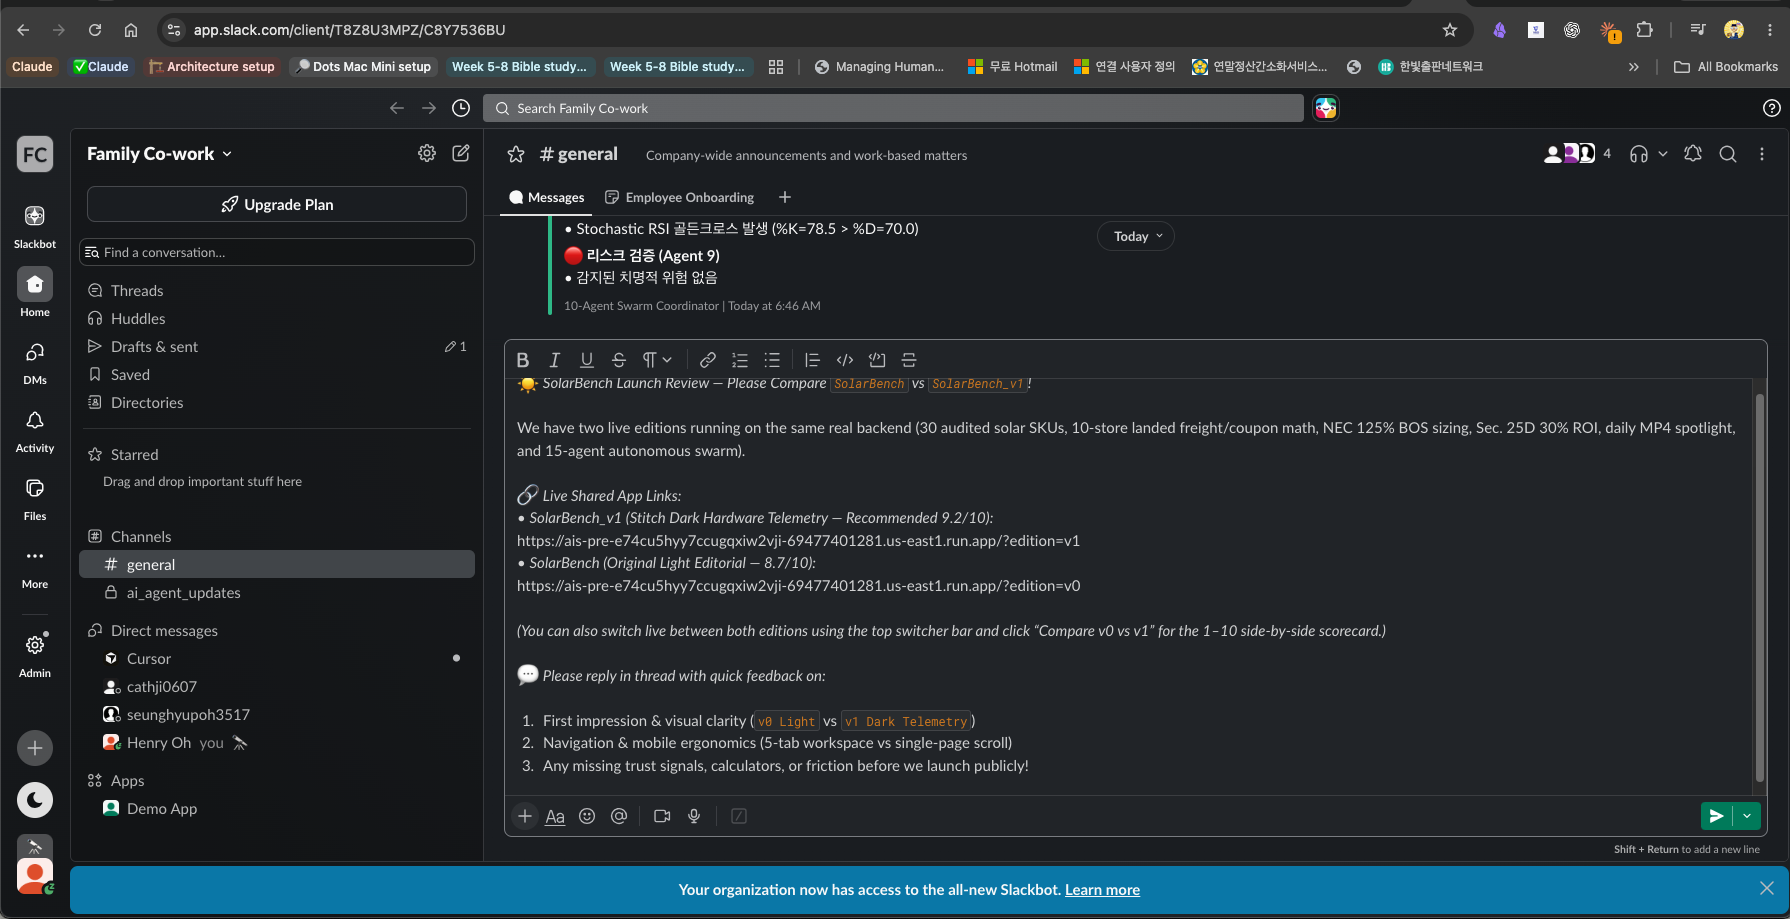 app.slack.com/client/T8Z8U3MPZ/C8Y7536BU
Claude
Claude
Architecture setup
Dots Mac Mini setup
Week 5-8 Bible study...
Week 5-8 Bible study...
Managing Human...
무료 Hotmail
연결 사용자 정의
연말정산간소화서비스...
한빛출판네트워크
All Bookmarks
Search Family Co-work
FC
Slackbot
Home
DMs
Activity
Files
More
Admin
Family Co-work
Upgrade Plan
Find a conversation...
Threads
Huddles
Drafts & sent
1
Saved
Directories
Starred
Drag and drop important stuff here
Channels
# general
ai_agent_updates
Direct messages
Cursor
cathji0607
seunghyupoh3517
Henry Oh you
Apps
Demo App
# general
Company-wide announcements and work-based matters
4
Messages
Employee Onboarding
• Stochastic RSI 골든크로스 발생 (%K=78.5 > %D=70.0)
Today
리스크 검증 (Agent 9)
• 감지된 치명적 위험 없음
10-Agent Swarm Coordinator | Today at 6:46 AM
SolarBench Launch Review — Please Compare SolarBench vs SolarBench_v1!
We have two live editions running on the same real backend (30 audited solar SKUs, 10-store landed freight/coupon math, NEC 125% BOS sizing, Sec. 25D 30% ROI, daily MP4 spotlight,
and 15-agent autonomous swarm).
Live Shared App Links:
• SolarBench_v1 (Stitch Dark Hardware Telemetry — Recommended 9.2/10):
https://ais-pre-e74cu5hyy7ccugqxiw2vji-69477401281.us-east1.run.app/?edition=v1
• SolarBench (Original Light Editorial — 8.7/10):
https://ais-pre-e74cu5hyy7ccugqxiw2vji-69477401281.us-east1.run.app/?edition=v0
(You can also switch live between both editions using the top switcher bar and click “Compare v0 vs v1” for the 1–10 side-by-side scorecard.)
Please reply in thread with quick feedback on:
1. First impression & visual clarity (v0 Light vs v1 Dark Telemetry)
2. Navigation & mobile ergonomics (5-tab workspace vs single-page scroll)
3. Any missing trust signals, calculators, or friction before we launch publicly!
Aa
Shift + Return to add a new line
Your organization now has access to the all-new Slackbot. Learn more